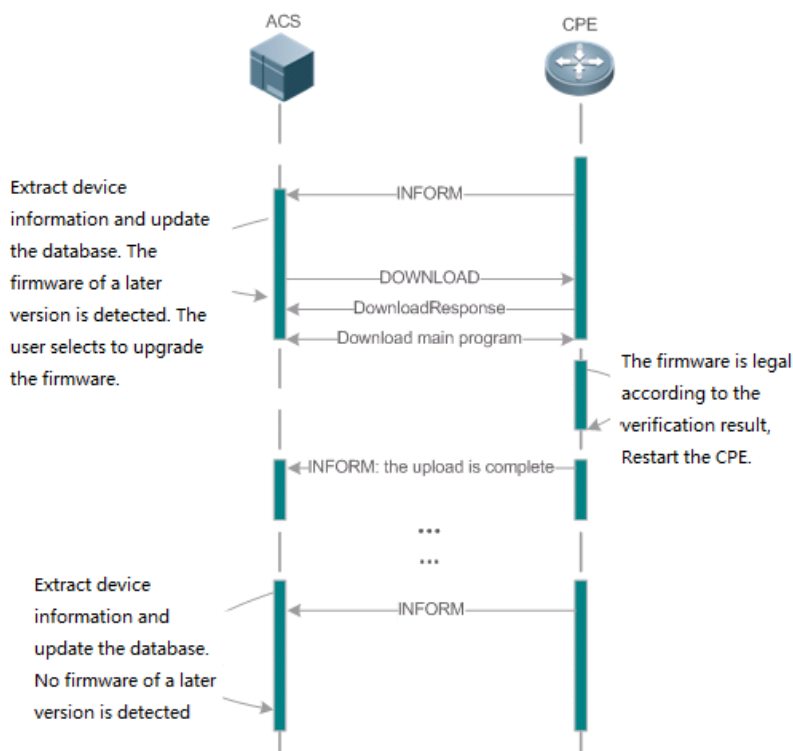 ACS
CPE
INFORM
Extract device
information and update
the database. The
firmware of a later
version is detected. The
user selects to upgrade
the firmware.
DOWNLOAD
DownloadResponse
Download main program
The firmware is legal
according to the
verification result,
Restart the CPE.
INFORM: the upload is complete
...
...
Extract device
information and
update the database.
No firmware of a later
version is detected
INFORM